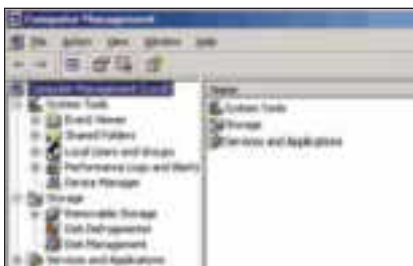 Computer Management
File Action View Window Help
Computer Management (Local)
System Tools
Event Viewer
Shared Folders
Local Users and Groups
Performance Logs and Alerts
Device Manager
Storage
Removable Storage
Disk Defragmenter
Disk Management
Services and Applications
Name
System Tools
Storage
Services and Applications